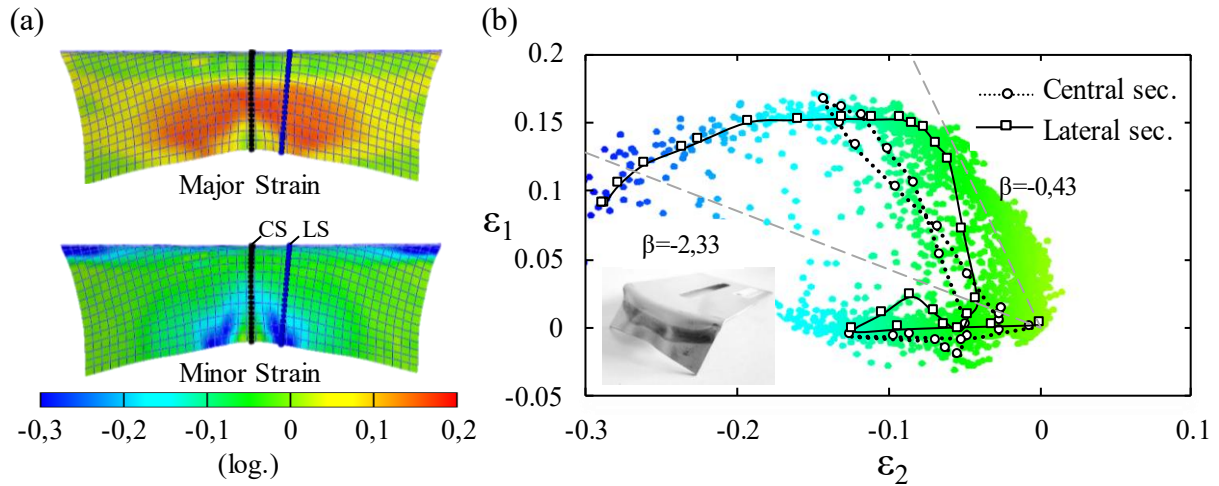 (a)
Major Strain
CS LS
Minor Strain
-0,3 -0,2 -0,1 0 0,1 0,2
(log.)
(b)
0.2
0.15
0.1
0.05
0
0.05
ε1
-0.3 -0.2 -0.1 0 0.1
ε2
Central sec.
Lateral sec.
β=-0,43
β=-2,33